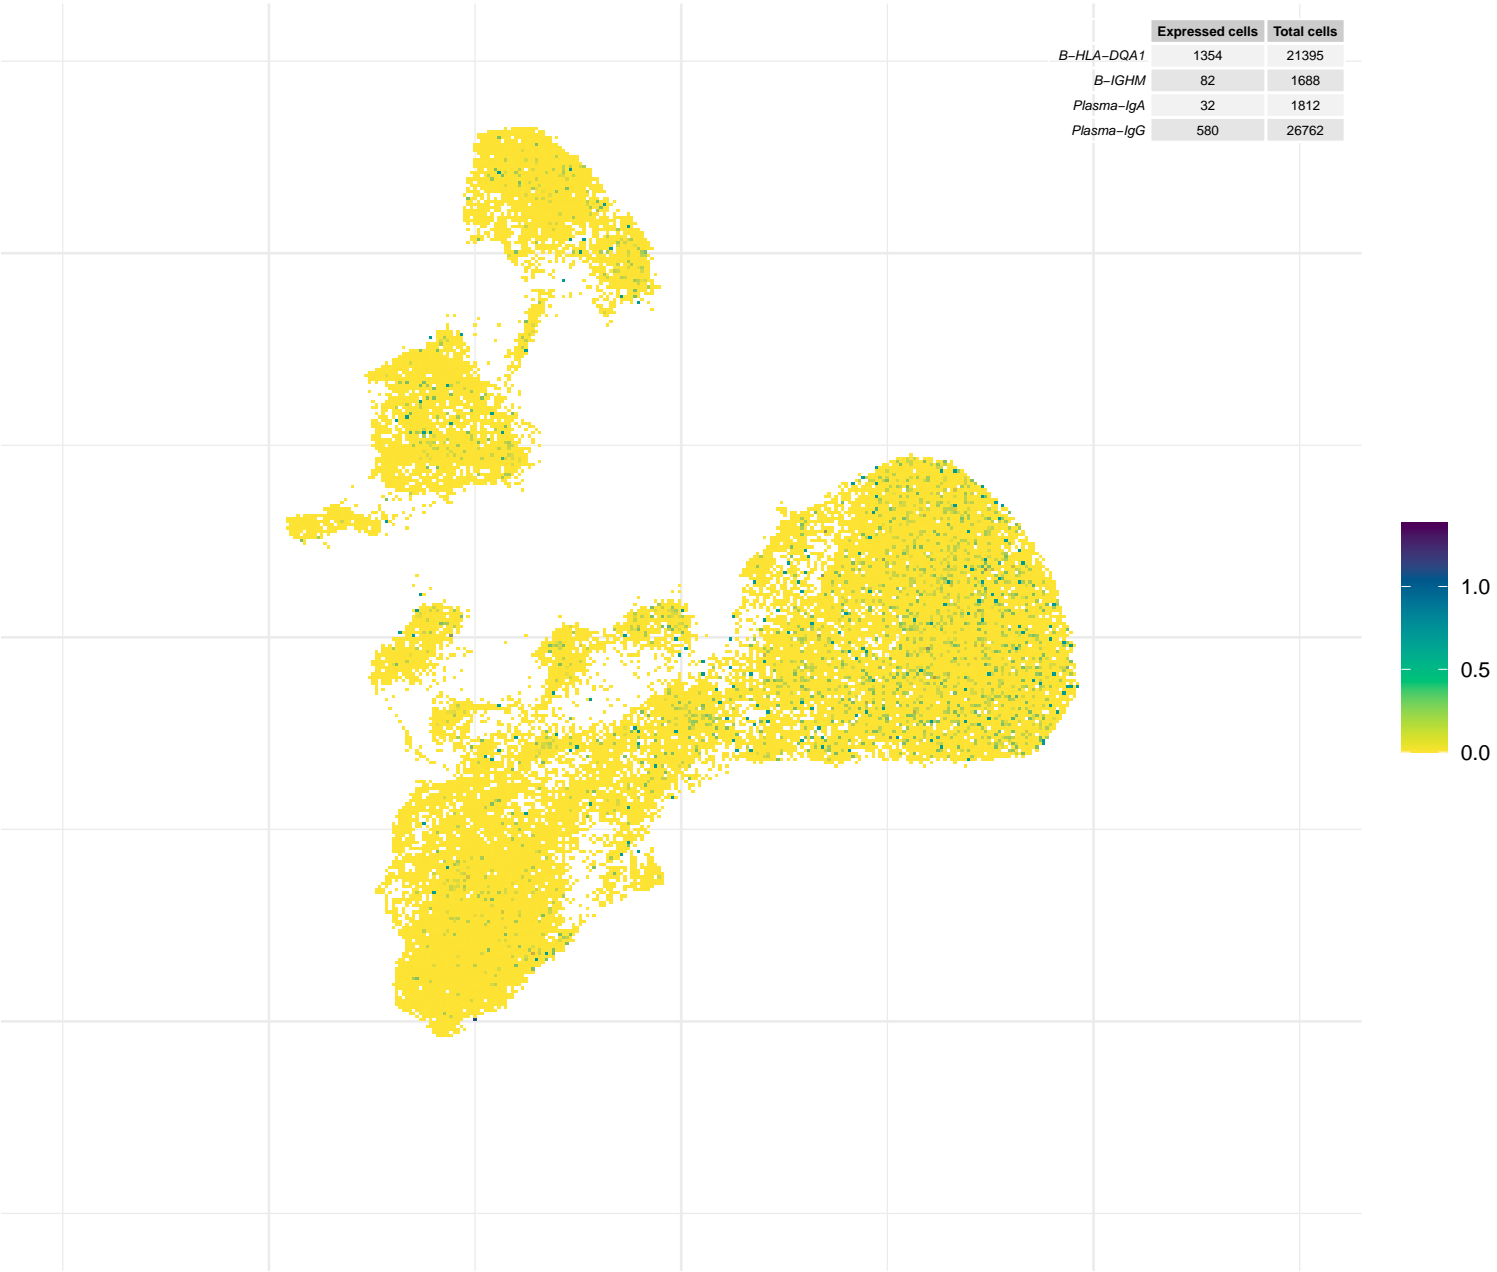 Expressed cells Total cells
B−HLA−DQA1 1354 21395
B−IGHM 82 1688
Plasma−IgA 32 1812
Plasma−IgG 580 26762
1.0
0.5
0.0